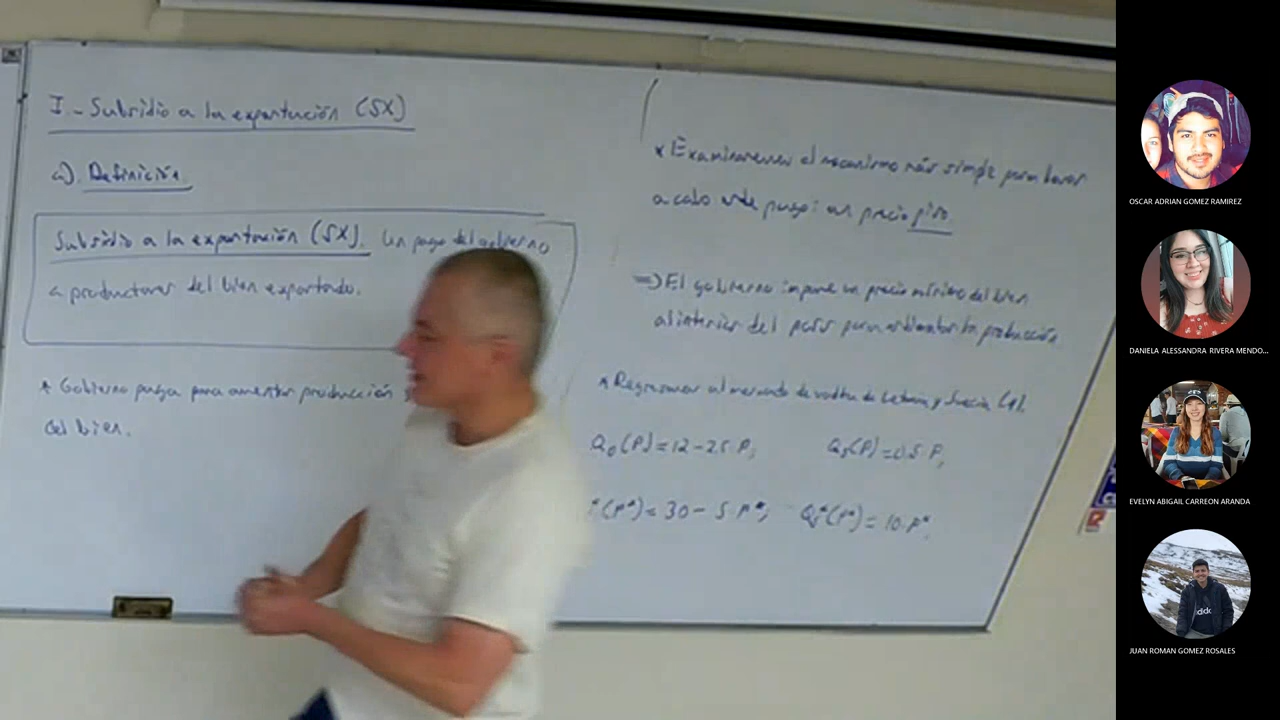 I.- Subsidio a la exportación (SX)
a). Definición.
Subsidio a la exportación (SX). Un pago del gobierno
a productores del bien exportado.
* Gobierno paga para aumentar producción
del bien.
* Examinaremos el mecanismo más simple para llevar
a cabo este pago: un precio piso.
=> El gobierno impone un precio mínimo del bien
al interior del país para estimular la producción
* Regresamos al mercado de vodka de Letonia y Suecia
Q_D(P) = 12 - 2.5 P, Q_S(P) = 0.5 P,
(P*) = 30 - 5 P*; Q_S*(P*) = 10 P*.
OSCAR ADRIAN GOMEZ RAMIREZ
DANIELA ALESSANDRA RIVERA MENDO...
EVELYN ABIGAIL CARREON ARANDA
JUAN ROMAN GOMEZ ROSALES